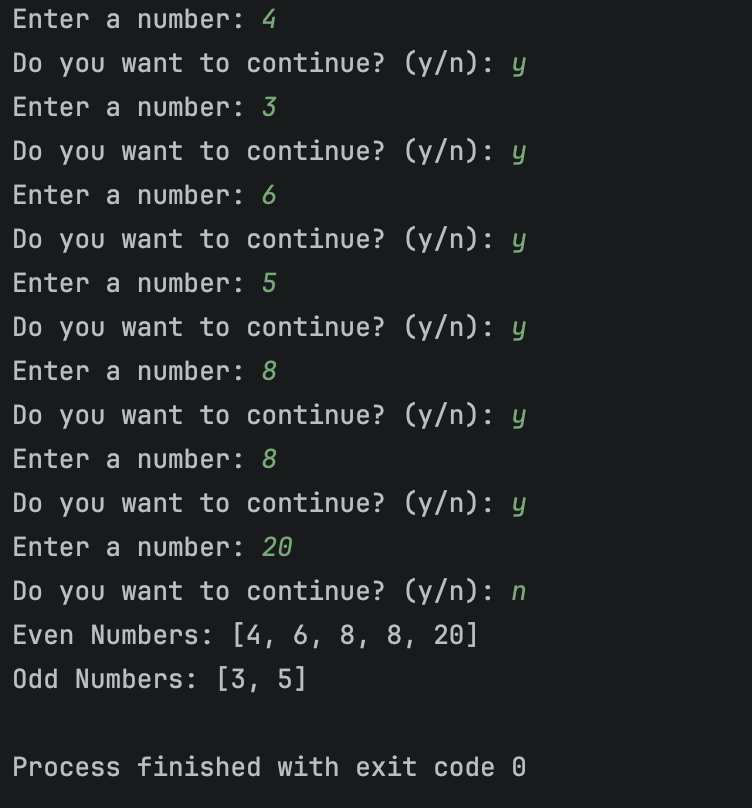 Enter a number: 4
Do you want to continue? (y/n): y
Enter a number: 3
Do you want to continue? (y/n): y
Enter a number: 6
Do you want to continue? (y/n): y
Enter a number: 5
Do you want to continue? (y/n): y
Enter a number: 8
Do you want to continue? (y/n): y
Enter a number: 8
Do you want to continue? (y/n): y
Enter a number: 20
Do you want to continue? (y/n): n
Even Numbers: [4, 6, 8, 8, 20]
Odd Numbers: [3, 5]
Process finished with exit code 0